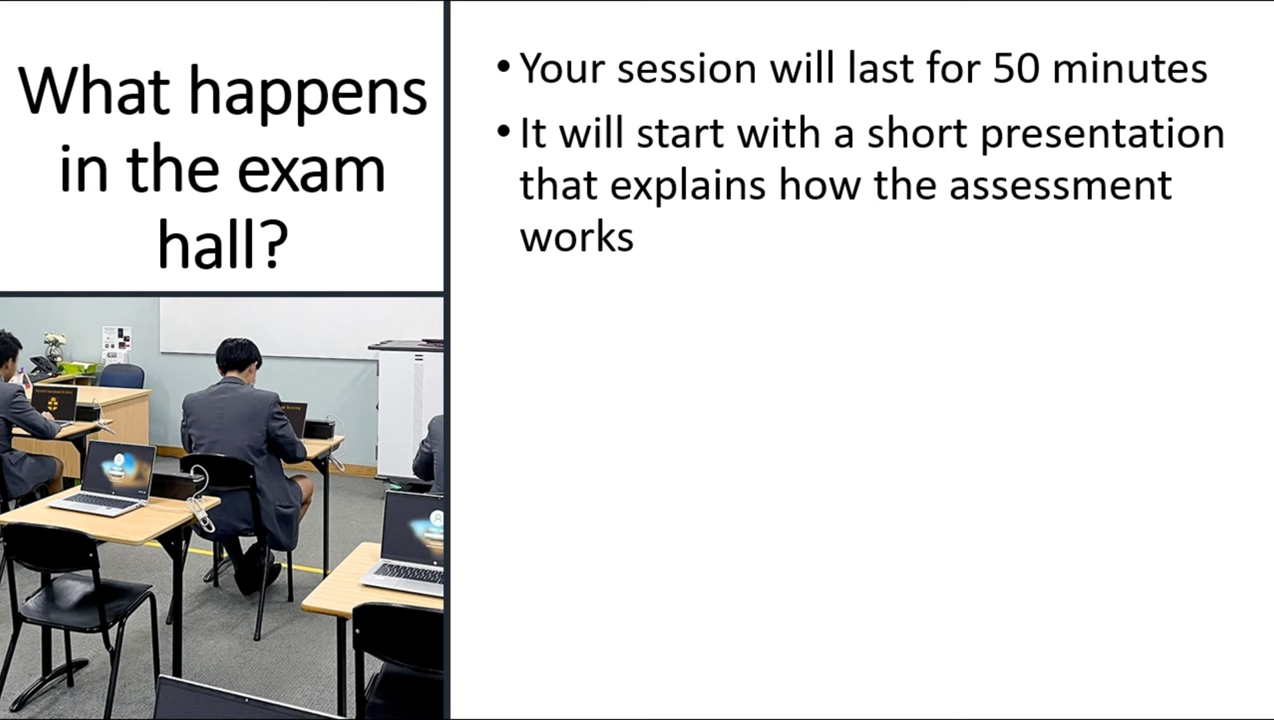 What happens
in the exam
hall?
• Your session will last for 50 minutes
• It will start with a short presentation
that explains how the assessment
works